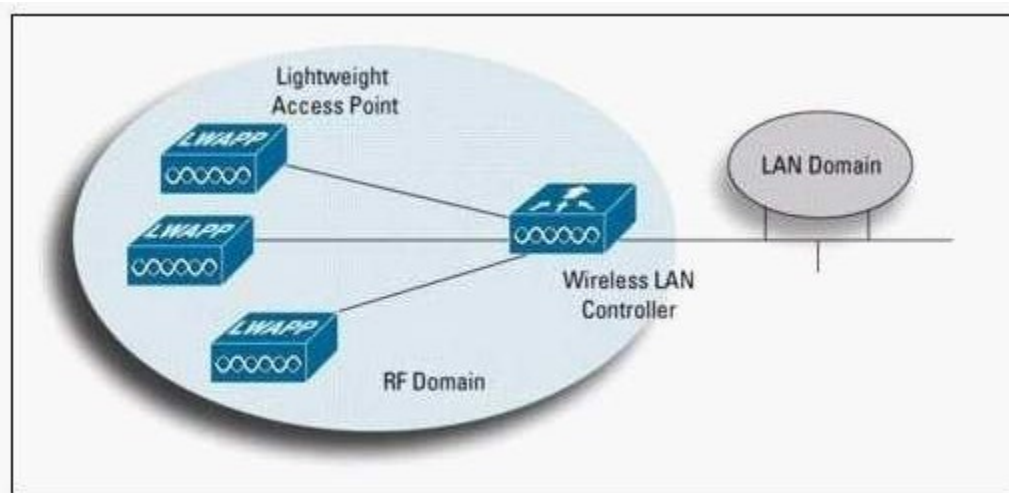 Lightweight
Access Point
LWAPP
LWAPP
LWAPP
Wireless LAN
Controller
RF Domain
LAN Domain